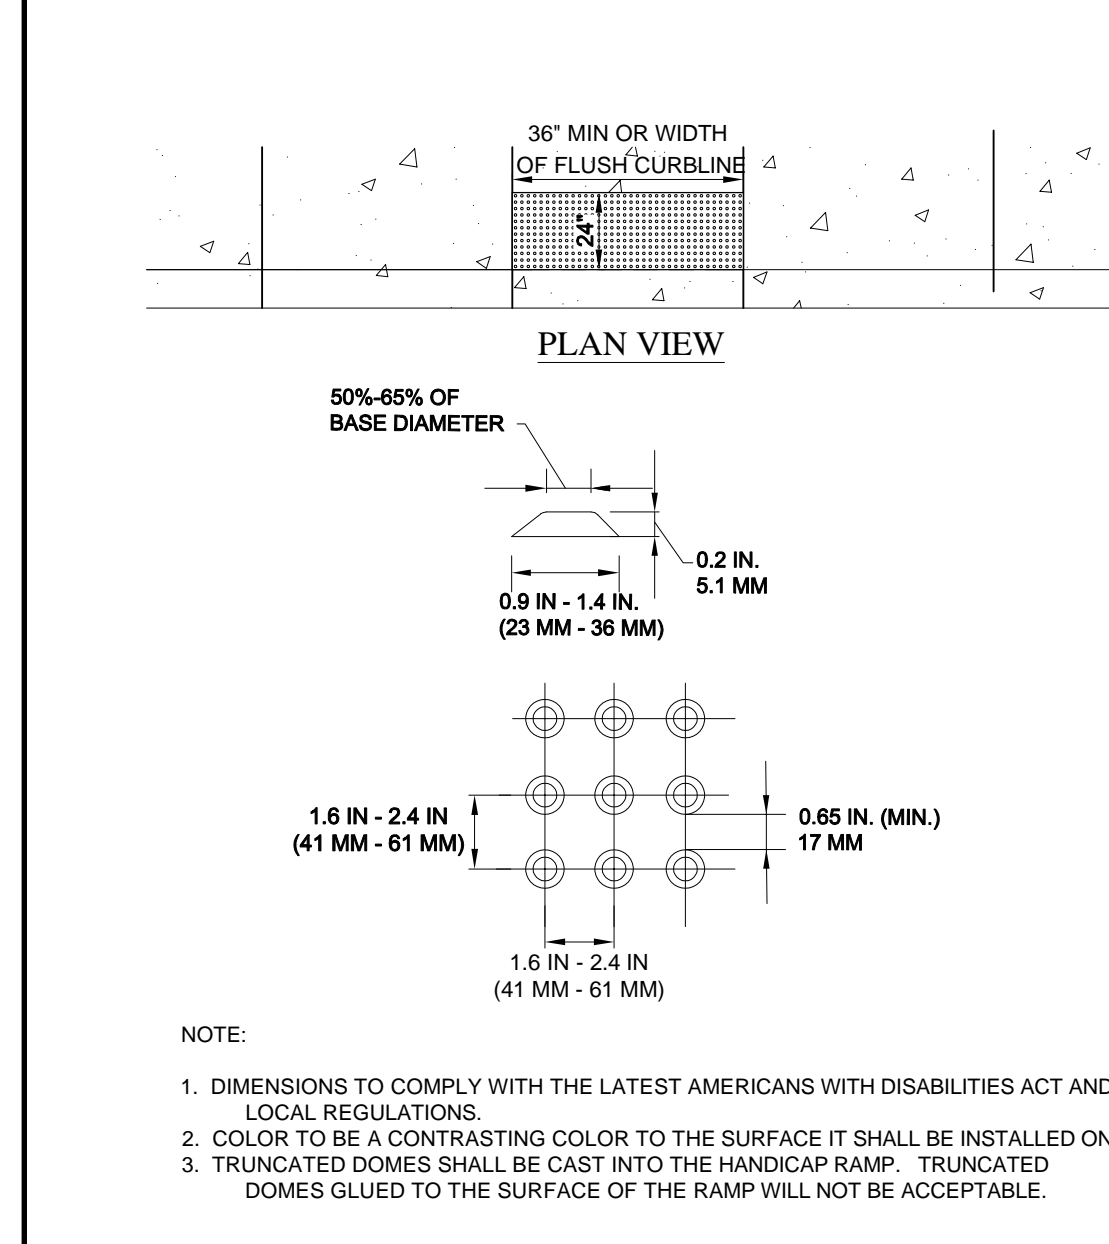 36" MIN OR WIDTH
OF FLUSH CURBLINE
24"
PLAN VIEW
50%-65% OF
BASE DIAMETER
0.2 IN.
5.1 MM
0.9 IN - 1.4 IN.
(23 MM - 36 MM)
1.6 IN - 2.4 IN
(41 MM - 61 MM)
0.65 IN. (MIN.)
17 MM
1.6 IN - 2.4 IN
(41 MM - 61 MM)
NOTE:
1. DIMENSIONS TO COMPLY WITH THE LATEST AMERICANS WITH DISABILITIES ACT AND
LOCAL REGULATIONS.
2. COLOR TO BE A CONTRASTING COLOR TO THE SURFACE IT SHALL BE INSTALLED ON
3. TRUNCATED DOMES SHALL BE CAST INTO THE HANDICAP RAMP. TRUNCATED
DOMES GLUED TO THE SURFACE OF THE RAMP WILL NOT BE ACCEPTABLE.